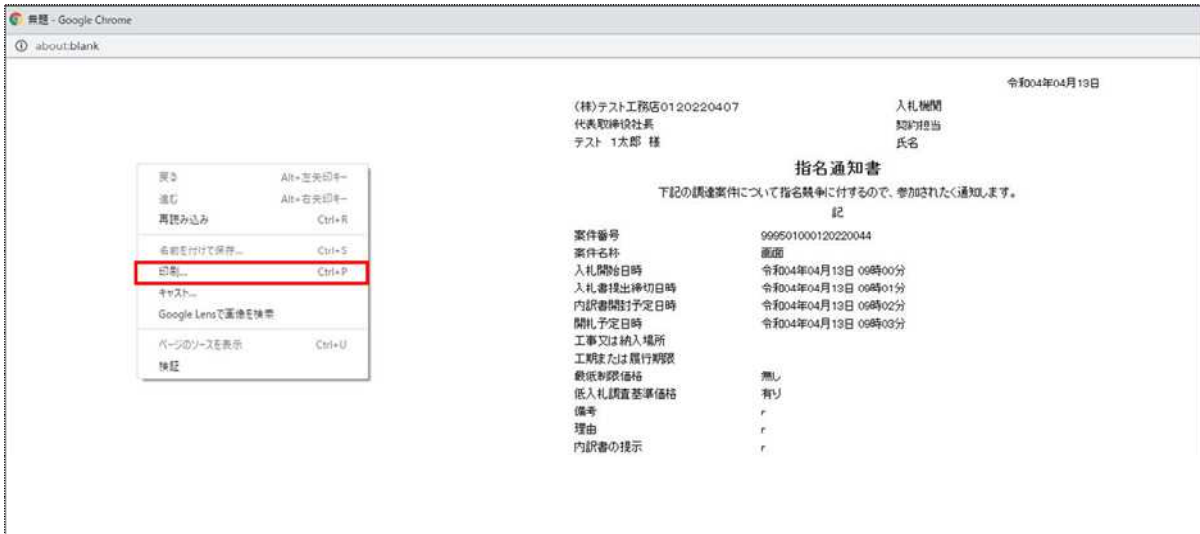 無題 - Google Chrome
about:blank
令和04年04月13日
(株)テスト工務店0120220407 入札機関
代表取締役社長 契約担当
テスト 1太郎 様 氏名
指名通知書
下記の調達案件について指名競争に付するので、参加されたく通知します。
記
案件番号 999501000120220044
案件名称 画面
入札開始日時 令和04年04月13日 09時00分
入札書提出締切日時 令和04年04月13日 09時01分
内訳書開封予定日時 令和04年04月13日 09時02分
開札予定日時 令和04年04月13日 09時03分
工事又は納入場所
工期または履行期限
最低制限価格 無し
低入札調査基準価格 有り
備考 r
理由 r
内訳書の提示 r
戻る Alt+左矢印キー
進む Alt+右矢印キー
再読み込み Ctrl+R
名前を付けて保存... Ctrl+S
印刷... Ctrl+P
キャスト...
Google Lensで画像を検索
ページのソースを表示 Ctrl+U
検証